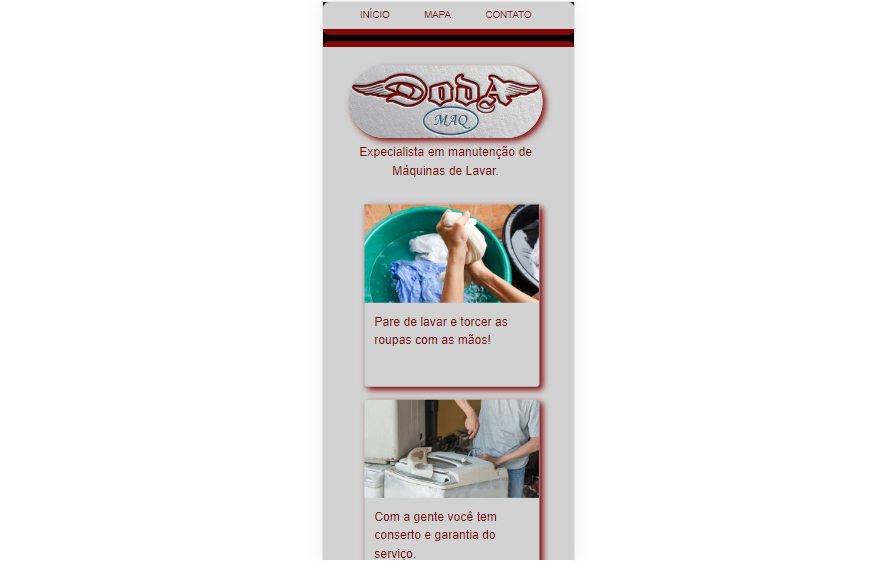 INÍCIO MAPA CONTATO
DodA
MAQ
Expecialista em manutenção de
Máquinas de Lavar.
Pare de lavar e torcer as
roupas com as mãos!
Com a gente você tem
conserto e garantia do
serviço.